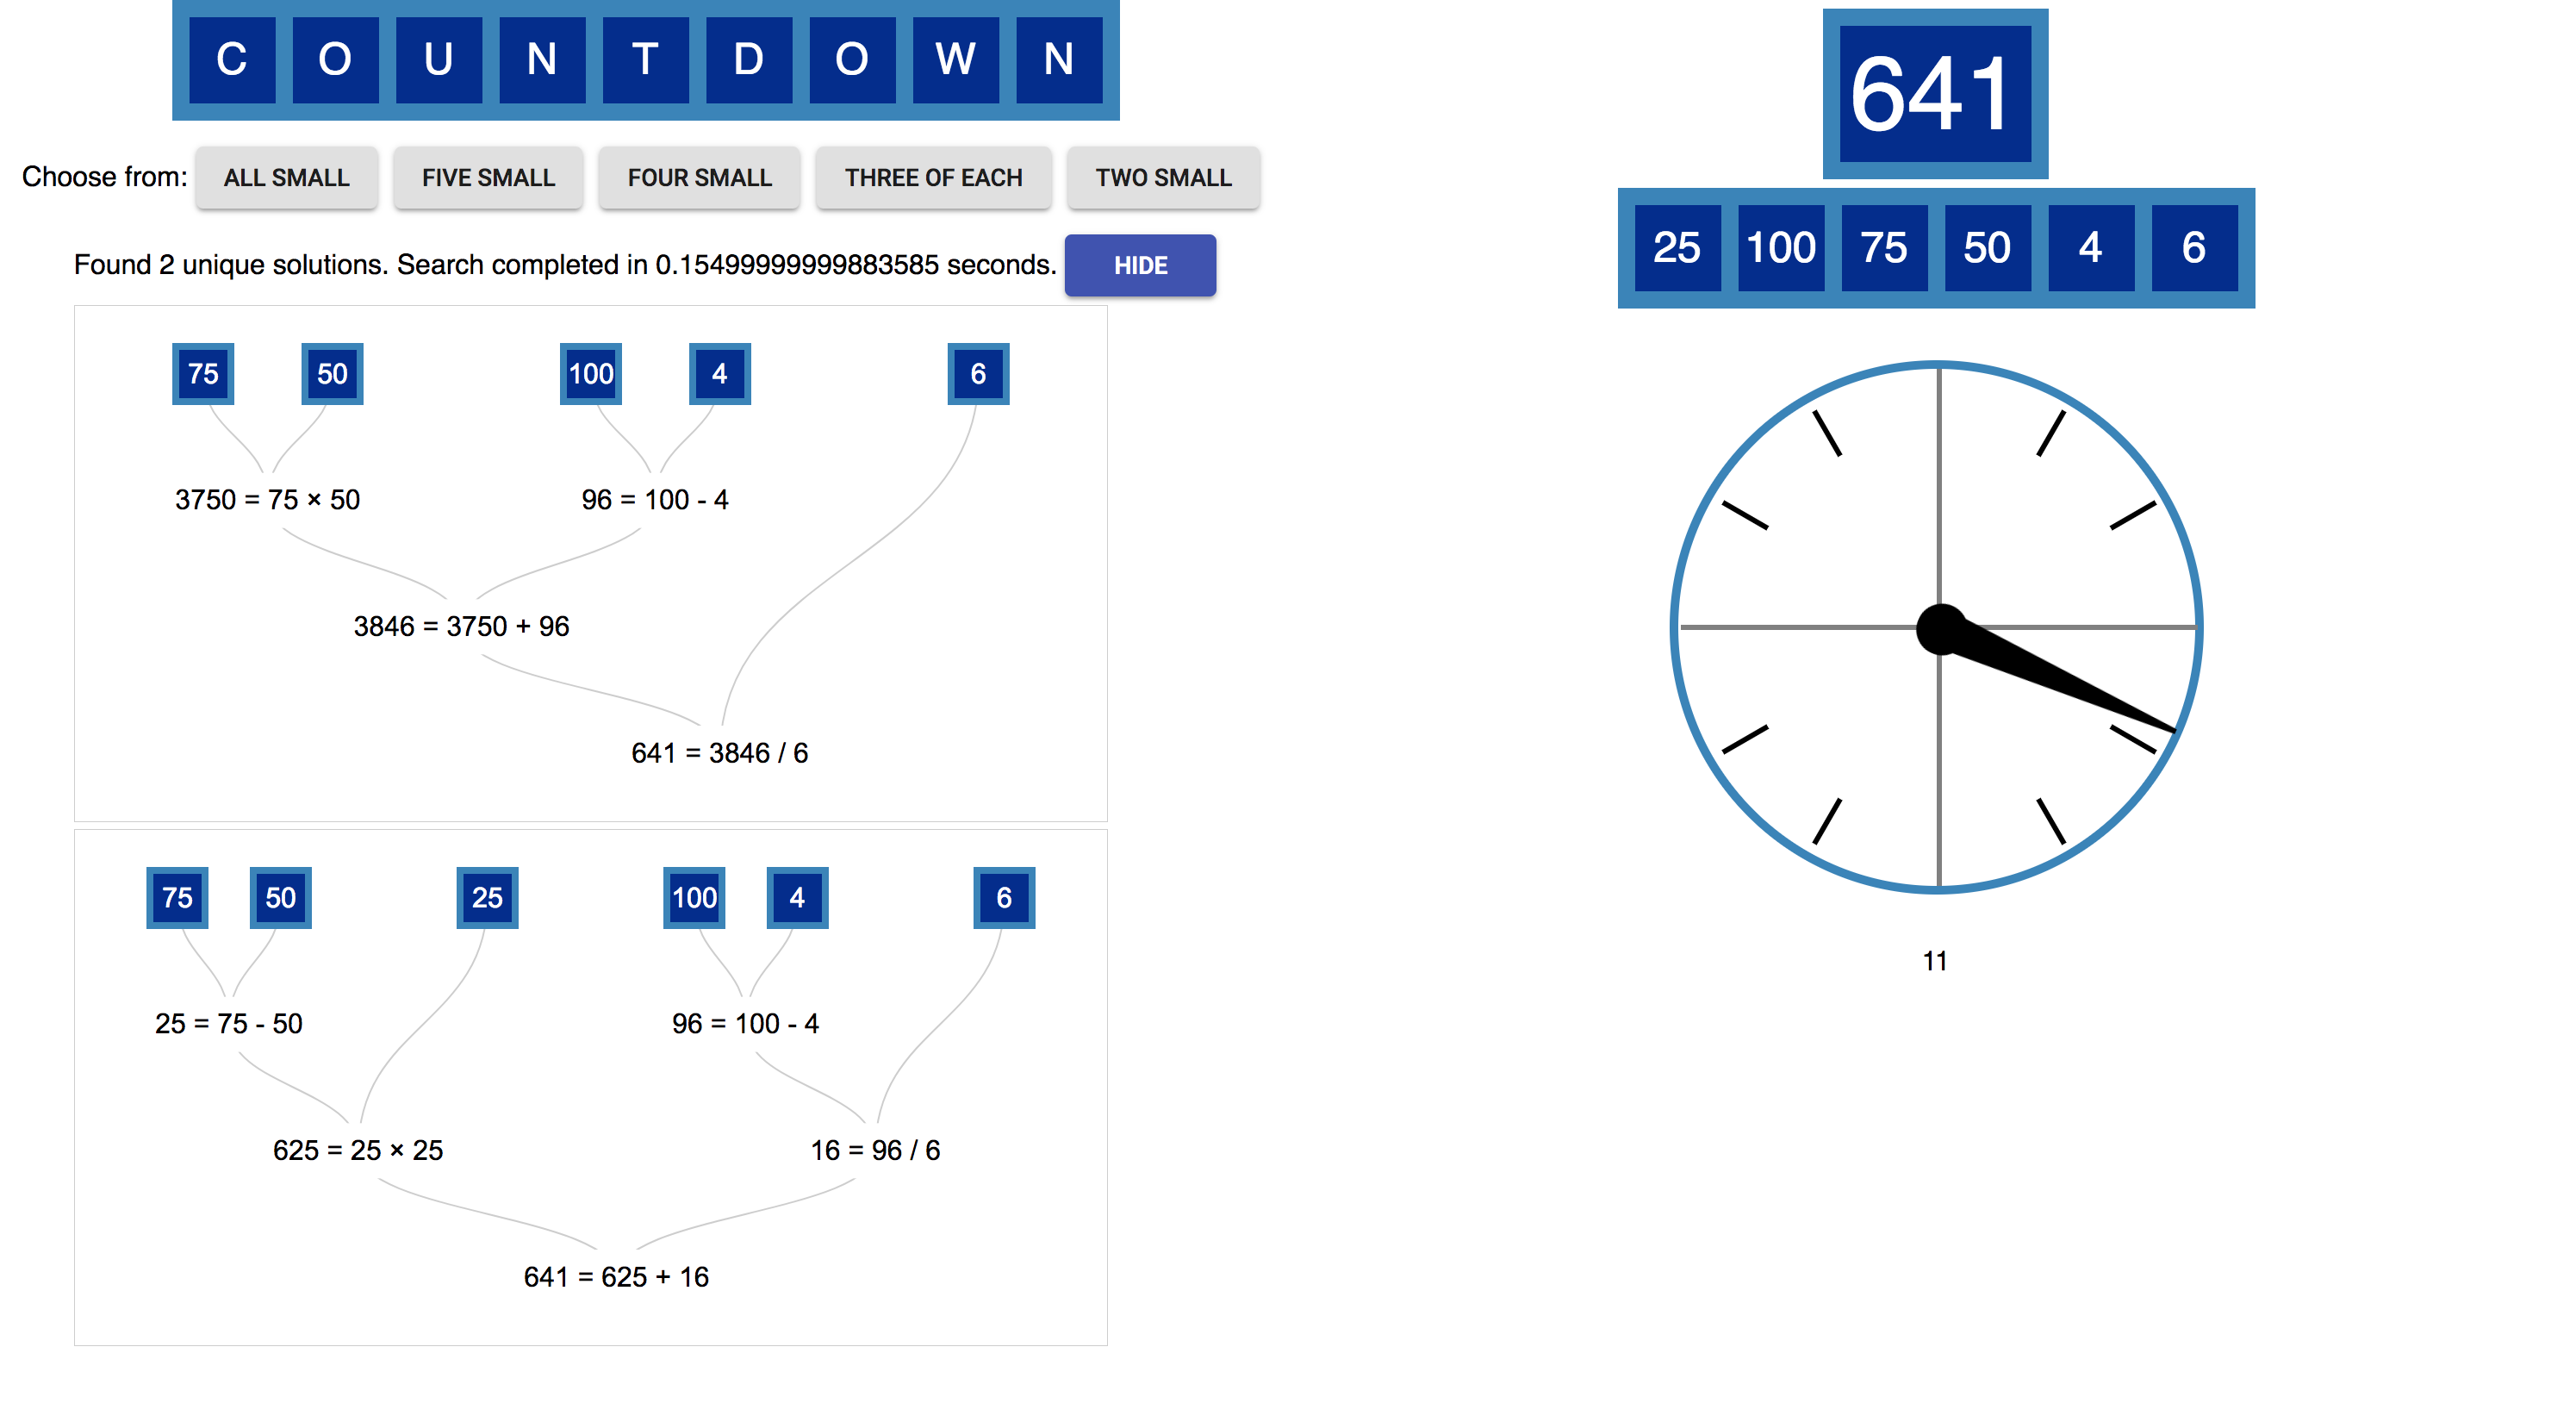 C O U N T D O W N
Choose from: ALL SMALL FIVE SMALL FOUR SMALL THREE OF EACH TWO SMALL
Found 2 unique solutions. Search completed in 0.15499999999883585 seconds. HIDE
75 50 100 4 6
3750 = 75 × 50 96 = 100 - 4
3846 = 3750 + 96
641 = 3846 / 6
75 50 25 100 4 6
25 = 75 - 50 96 = 100 - 4
625 = 25 × 25 16 = 96 / 6
641 = 625 + 16
641
25 100 75 50 4 6
11